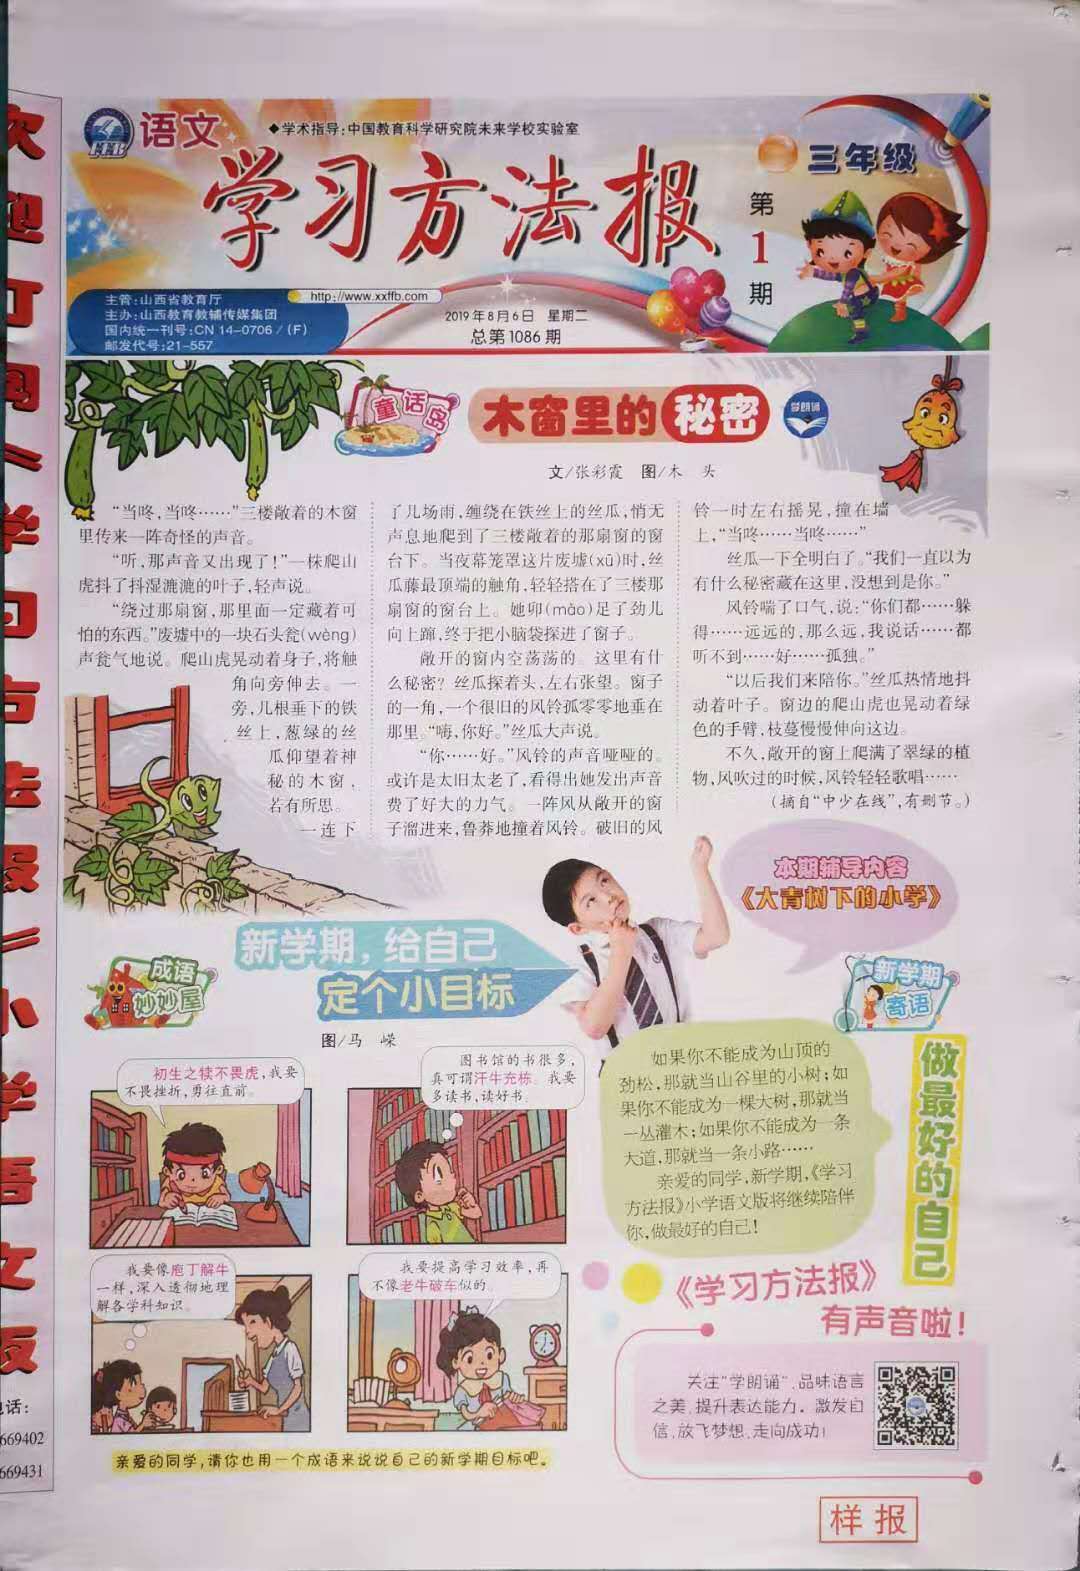 语文
◆学术指导：中国教育科学研究院未来学校实验室
学习方法报
三年级
第1期
主管：山西省教育厅
主办：山西教育教辅传媒集团
国内统一刊号：CN 14-0706／（F）
邮发代号：21-557
http://www.xxffb.com
2019年8月6日 星期二
总第1086期
童话岛
木窗里的秘密
学朗诵
文/张彩霞 图/木 头
“当咚，当咚……”三楼敞着的木窗
里传来一阵奇怪的声音。
“听，那声音又出现了！”一株爬山
虎抖了抖湿漉漉的叶子，轻声说。
“绕过那扇窗，那里面一定藏着可
怕的东西。”废墟中的一块石头瓮(wèng)
声瓮气地说。爬山虎晃动着身子，将触
角向旁伸去。一
旁，几根垂下的铁
丝上，葱绿的丝
瓜仰望着神
秘的木窗，
若有所思。
一连下
了几场雨，缠绕在铁丝上的丝瓜，悄无
声息地爬到了三楼敞着的那扇窗的窗
台下。当夜幕笼罩这片废墟(xū)时，丝
瓜藤最顶端的触角，轻轻搭在了三楼那
扇窗的窗台上。她卯(mǎo)足了劲儿
向上蹿，终于把小脑袋探进了窗子。
敞开的窗内空荡荡的。这里有什
么秘密？丝瓜探着头，左右张望。窗子
的一角，一个很旧的风铃孤零零地垂在
那里。“嗨，你好。”丝瓜大声说。
“你……好。”风铃的声音哑哑的。
或许是太旧太老了，看得出她发出声音
费了好大的力气。一阵风从敞开的窗
子溜进来，鲁莽地撞着风铃。破旧的风
铃一时左右摇晃，撞在墙
上，“当咚……当咚……”
丝瓜一下全明白了。“我们一直以为
有什么秘密藏在这里，没想到是你。”
风铃喘了口气，说：“你们都……躲
得……远远的，那么远，我说话……都
听不到……好……孤独。”
“以后我们来陪你。”丝瓜热情地抖
动着叶子。窗边的爬山虎也晃动着绿
色的手臂，枝蔓慢慢伸向这边。
不久，敞开的窗上爬满了翠绿的植
物，风吹过的时候，风铃轻轻歌唱……
（摘自“中少在线”，有删节。）
本期辅导内容
《大青树下的小学》
成语
妙妙屋
新学期，给自己
定个小目标
图/马 嵘
初生之犊不畏虎，我要
不畏挫折，勇往直前。
图书馆的书很多，
真可谓汗牛充栋。我要
多读书，读好书。
我要像庖丁解牛
一样，深入透彻地理
解各学科知识。
我要提高学习效率，再
不像老牛破车似的。
亲爱的同学，请你也用一个成语来说说自己的新学期目标吧。
新学期
寄语
做最好的自己
如果你不能成为山顶的
劲松，那就当山谷里的小树；如
果你不能成为一棵大树，那就当
一丛灌木；如果你不能成为一条
大道，那就当一条小路……
亲爱的同学，新学期，《学习
方法报》小学语文版将继续陪伴
你，做最好的自己！
《学习方法报》
有声音啦！
关注“学朗诵”，品味语言
之美，提升表达能力。激发自
信，放飞梦想，走向成功！
样报
欢迎订阅《学习方法报》小学语文版
电话：
669402
669431